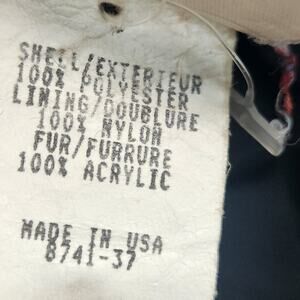 SHELL/EXTERIEUR
100% POLYESTER
LINING/DOUBLURE
100% NYLON
FUR/FURRURE
100% ACRYLIC
MADE IN USA
8741-37